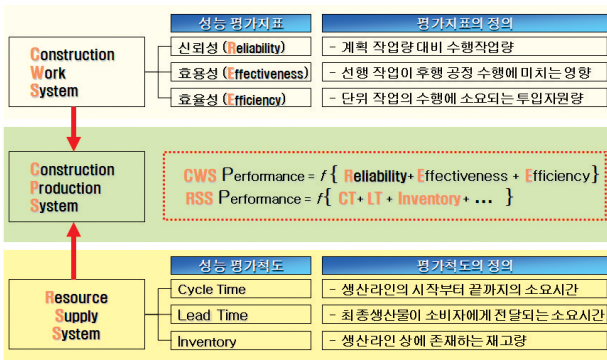 성능 평가지표 평가지표의 정의
Construction
Work
System
신뢰성 (Reliability) - 계획 작업량 대비 수행작업량
효용성 (Effectiveness) - 선행 작업이 후행 공정 수행에 미치는 영향
효율성 (Efficiency) - 단위 작업의 수행에 소요되는 투입자원량
Construction
Production
System
CWS Performance = f { Reliability+ Effectiveness + Efficiency}
RSS Performance = f{ CT+ LT + Inventory+ ... }
성능 평가척도 평가척도의 정의
Resource
Supply
System
Cycle Time - 생산라인의 시작부터 끝까지의 소요시간
Lead Time - 최종생산물이 소비자에게 전달되는 소요시간
Inventory - 생산라인 상에 존재하는 재고량